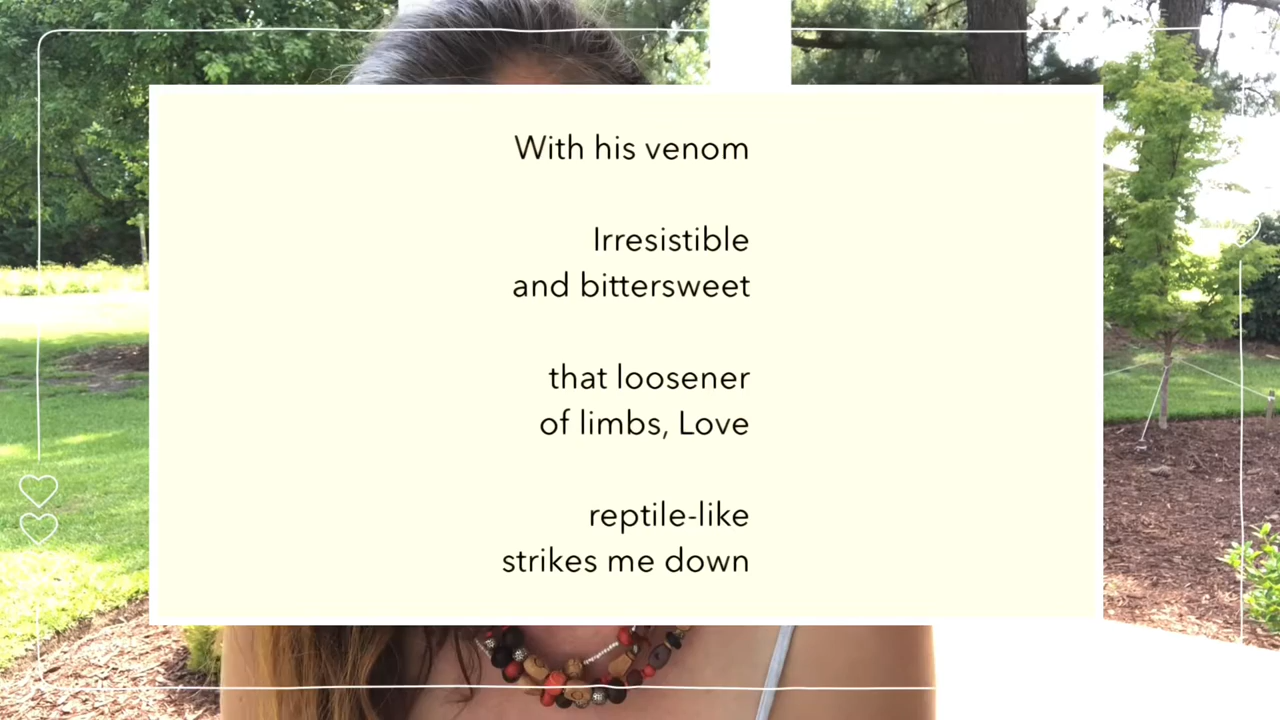 With his venom
Irresistible
and bittersweet
that loosener
of limbs, Love
reptile-like
strikes me down